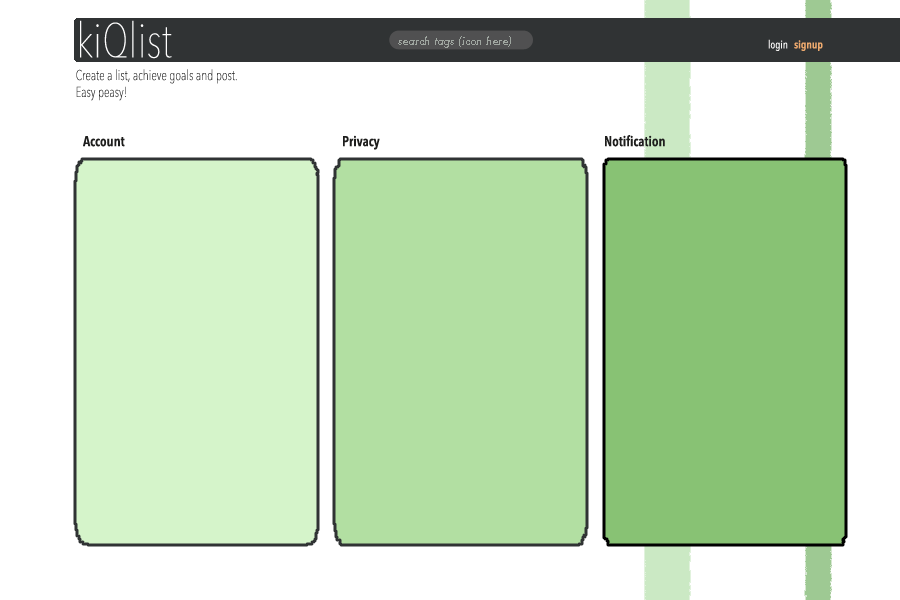 kiQlist
search tags (icon here)
login signup
Create a list, achieve goals and post.
Easy peasy!
Account
Privacy
Notification